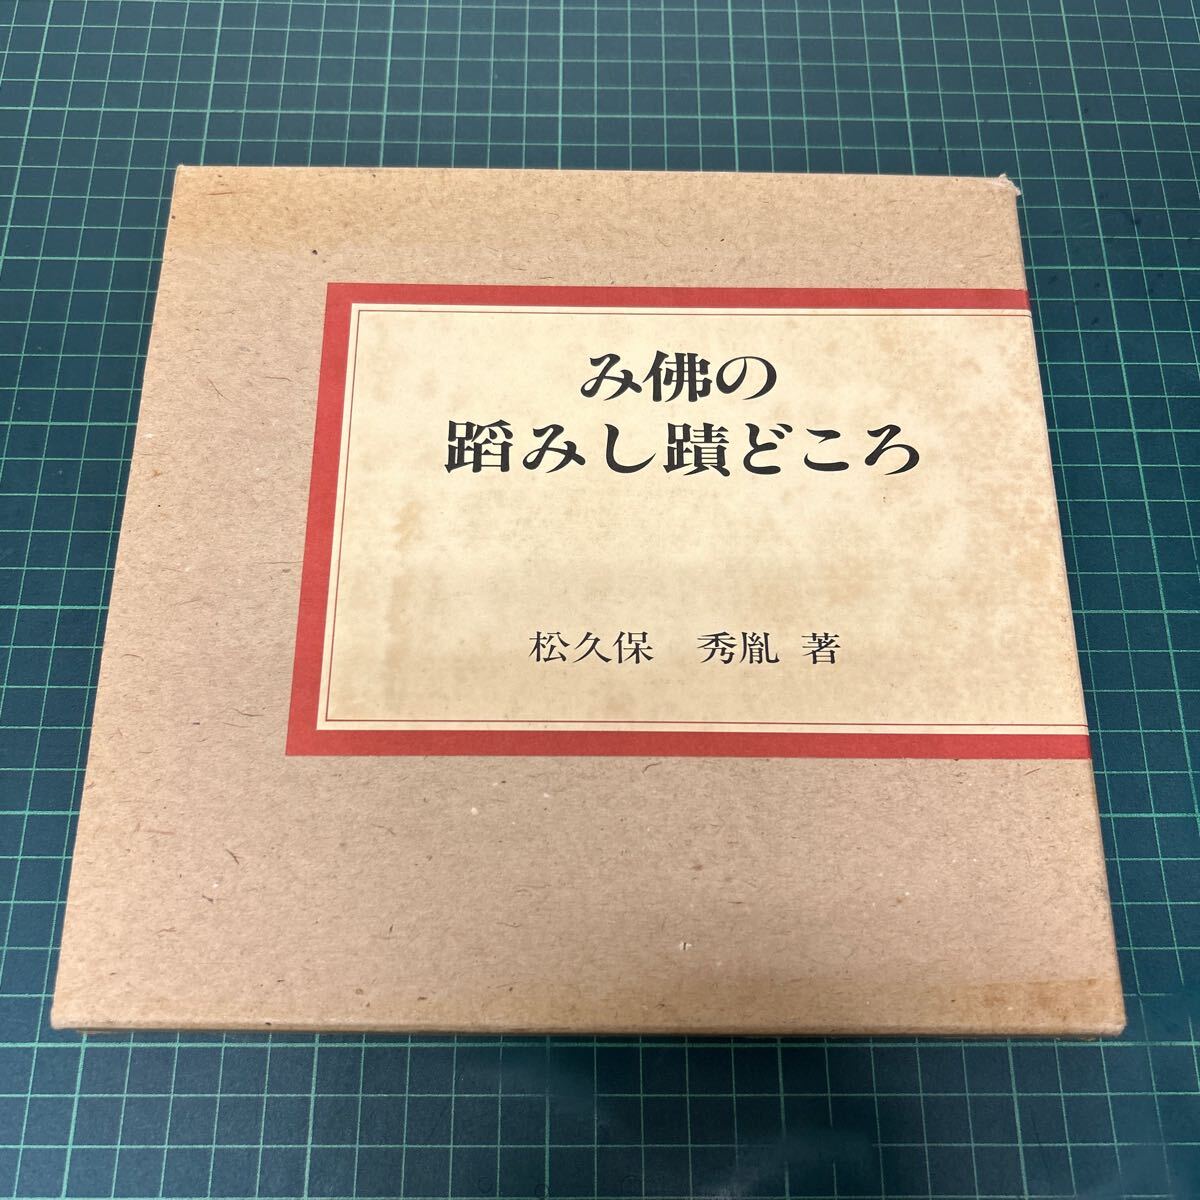 み佛の
蹈みし蹟どころ
松久保　秀胤 著